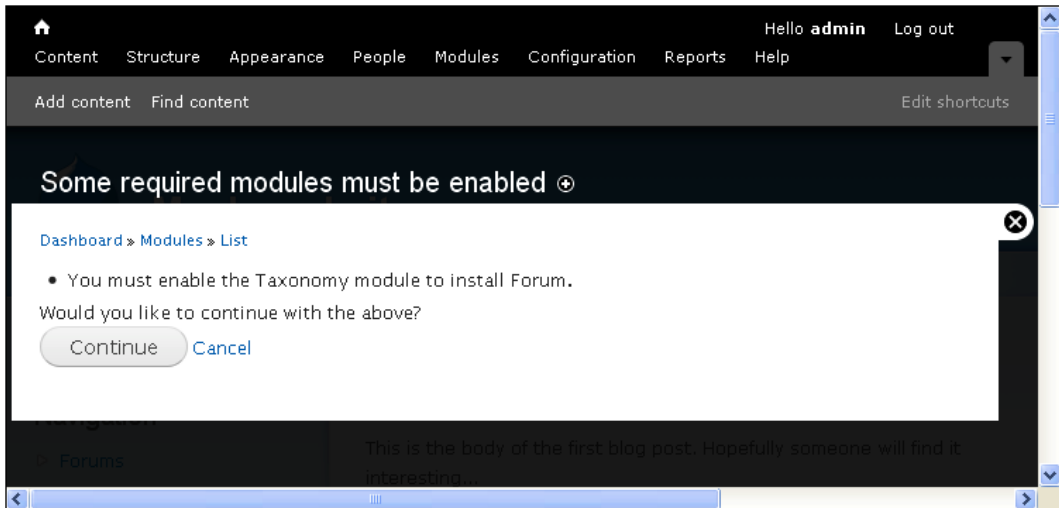 Hello admin Log out
Content Structure Appearance People Modules Configuration Reports Help
Add content Find content Edit shortcuts
Some required modules must be enabled
Dashboard » Modules » List
• You must enable the Taxonomy module to install Forum.
Would you like to continue with the above?
Continue Cancel
Navigation
Forums
This is the body of the first blog post. Hopefully someone will find it
interesting...